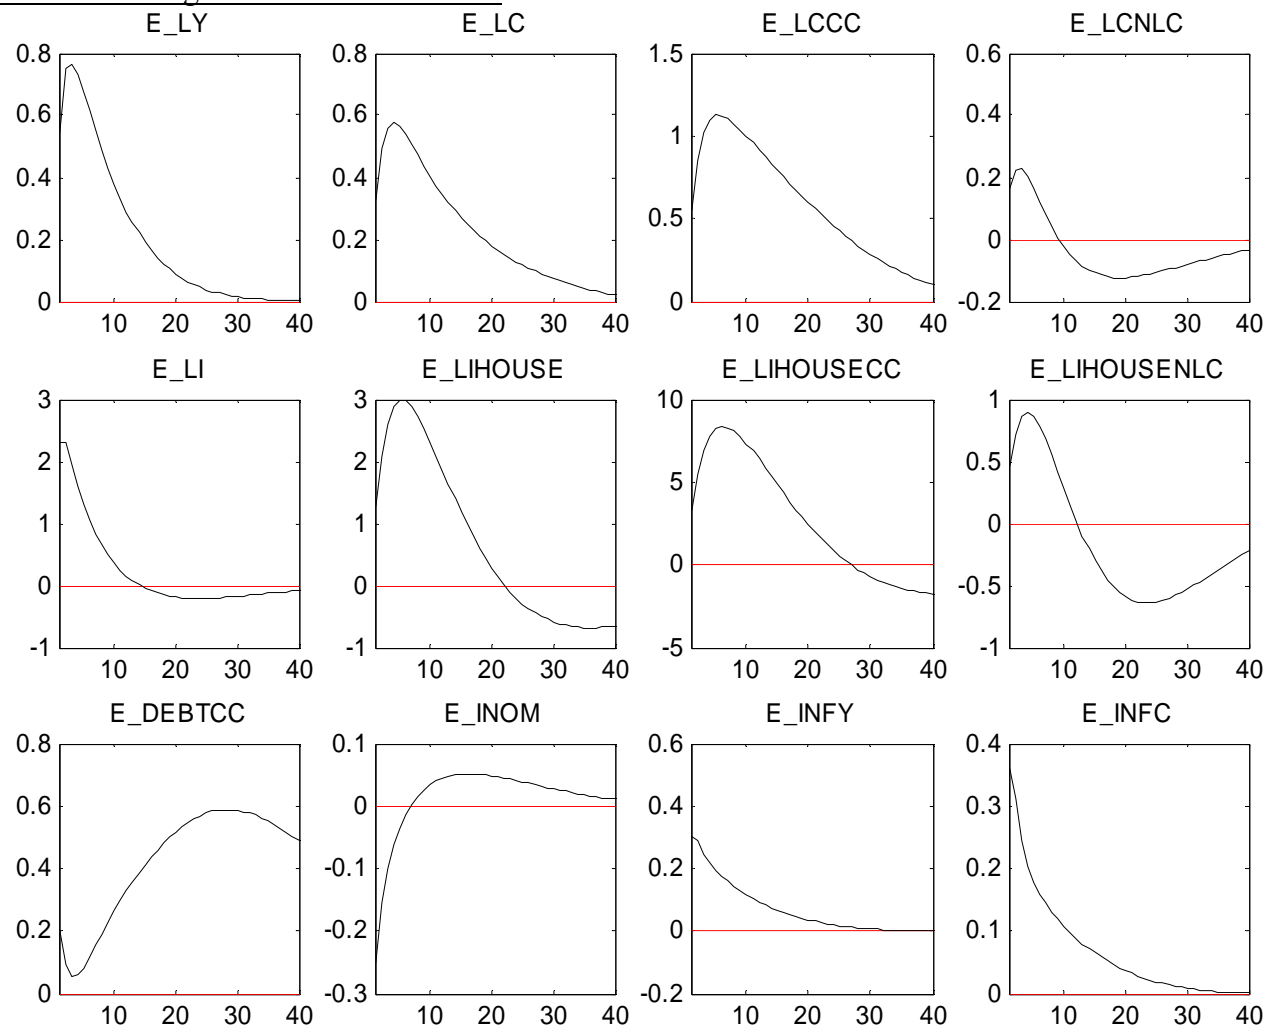 E_LY E_LC E_LCCC E_LCNLC
0.8 0.8 1.5 0.6
0.6 0.6 1 0.4
0.4 0.4 0.5 0.2
0.2 0.2 0 0
0 0 -0.2
10 20 30 40 10 20 30 40 10 20 30 40 10 20 30 40
E_LI E_LIHOUSE E_LIHOUSECC E_LIHOUSENLC
3 3 10 1
2 2 5 0.5
1 1 0 0
0 0 -5 -0.5
-1 -1 -1
10 20 30 40 10 20 30 40 10 20 30 40 10 20 30 40
E_DEBTCC E_INOM E_INFY E_INFC
0.8 0.1 0.6 0.4
0.6 0 0.4 0.3
0.4 -0.1 0.2 0.2
0.2 -0.2 0 0.1
0 -0.3 -0.2 0
10 20 30 40 10 20 30 40 10 20 30 40 10 20 30 40